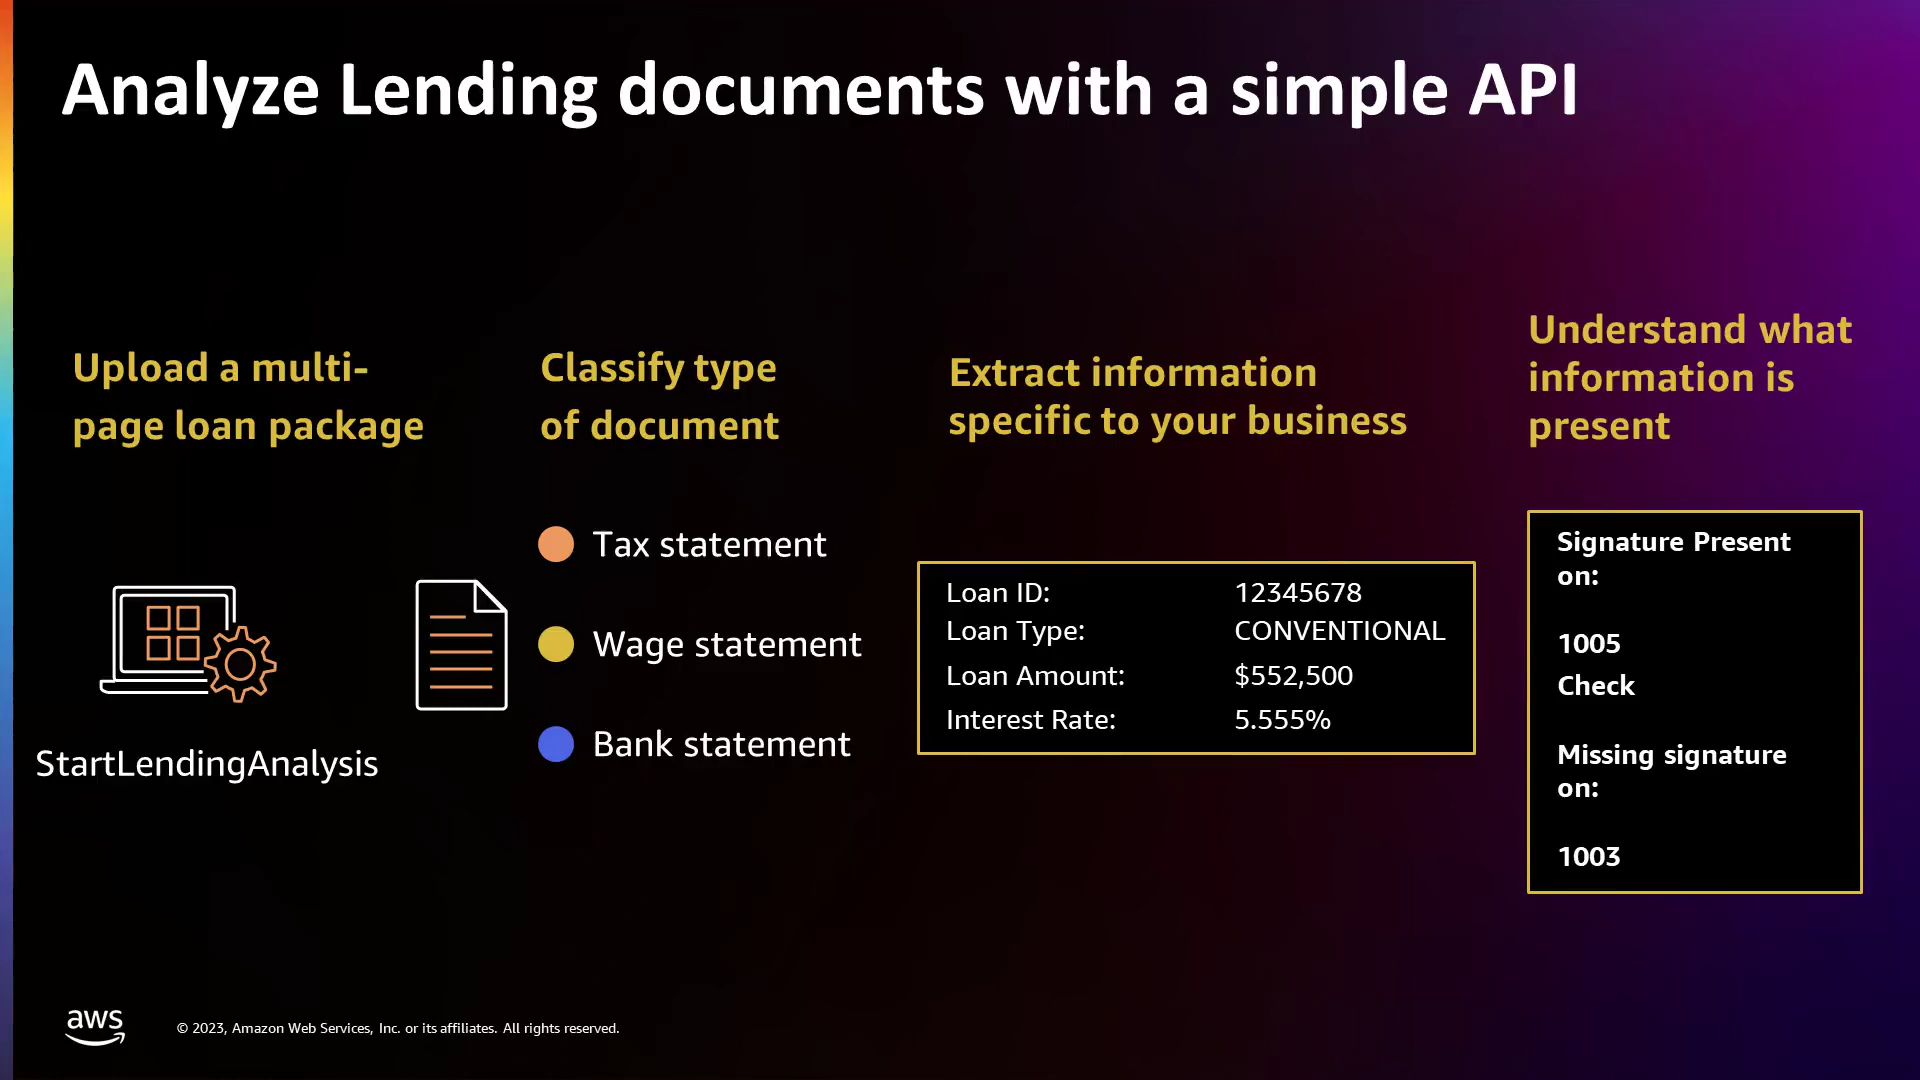 Analyze Lending documents with a simple API
Upload a multi-
page loan package
StartLendingAnalysis
Classify type
of document
Tax statement
Wage statement
Bank statement
Extract information
specific to your business
Loan ID: 12345678
Loan Type: CONVENTIONAL
Loan Amount: $552,500
Interest Rate: 5.555%
Understand what
information is
present
Signature Present
on:
1005
Check
Missing signature
on:
1003
aws
© 2023, Amazon Web Services, Inc. or its affiliates. All rights reserved.